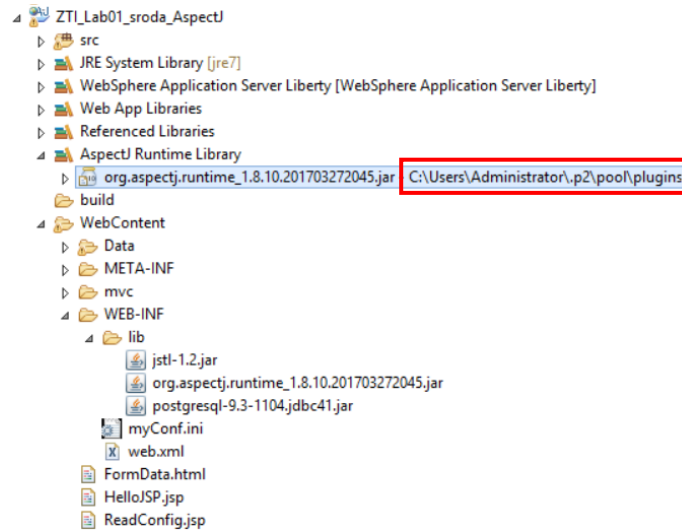 ZTI_Lab01_sroda_AspectJ
src
JRE System Library [jre7]
WebSphere Application Server Liberty [WebSphere Application Server Liberty]
Web App Libraries
Referenced Libraries
AspectJ Runtime Library
org.aspectj.runtime_1.8.10.201703272045.jar C:\Users\Administrator\.p2\pool\plugins
build
WebContent
Data
META-INF
mvc
WEB-INF
lib
jstl-1.2.jar
org.aspectj.runtime_1.8.10.201703272045.jar
postgresql-9.3-1104.jdbc41.jar
myConf.ini
web.xml
FormData.html
HelloJSP.jsp
ReadConfig.jsp